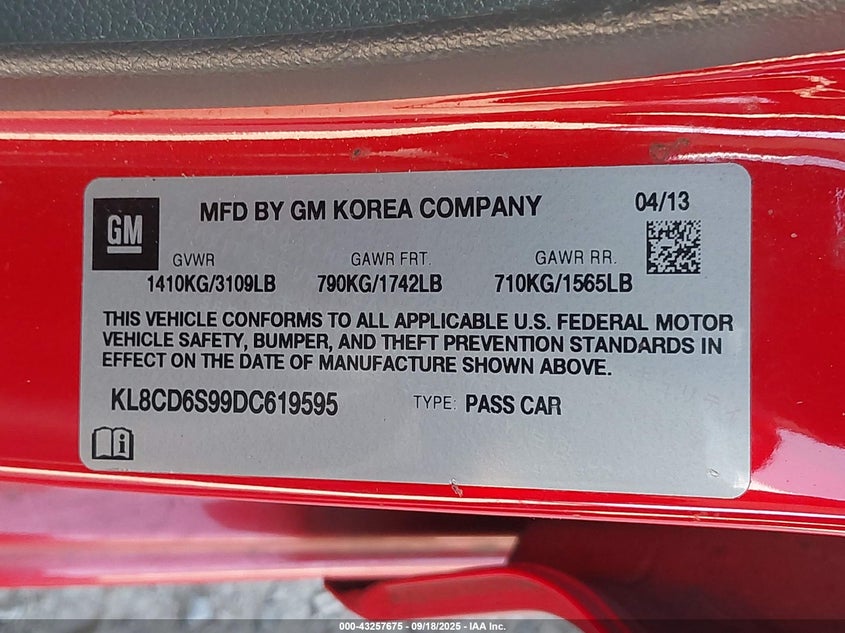 GM
MFD BY GM KOREA COMPANY
04/13
GVWR GAWR FRT. GAWR RR.
1410KG/3109LB 790KG/1742LB 710KG/1565LB
THIS VEHICLE CONFORMS TO ALL APPLICABLE U.S. FEDERAL MOTOR
VEHICLE SAFETY, BUMPER, AND THEFT PREVENTION STANDARDS IN
EFFECT ON THE DATE OF MANUFACTURE SHOWN ABOVE.
KL8CD6S99DC619595 TYPE: PASS CAR
000-43257675 - 09/18/2025 - IAA Inc.